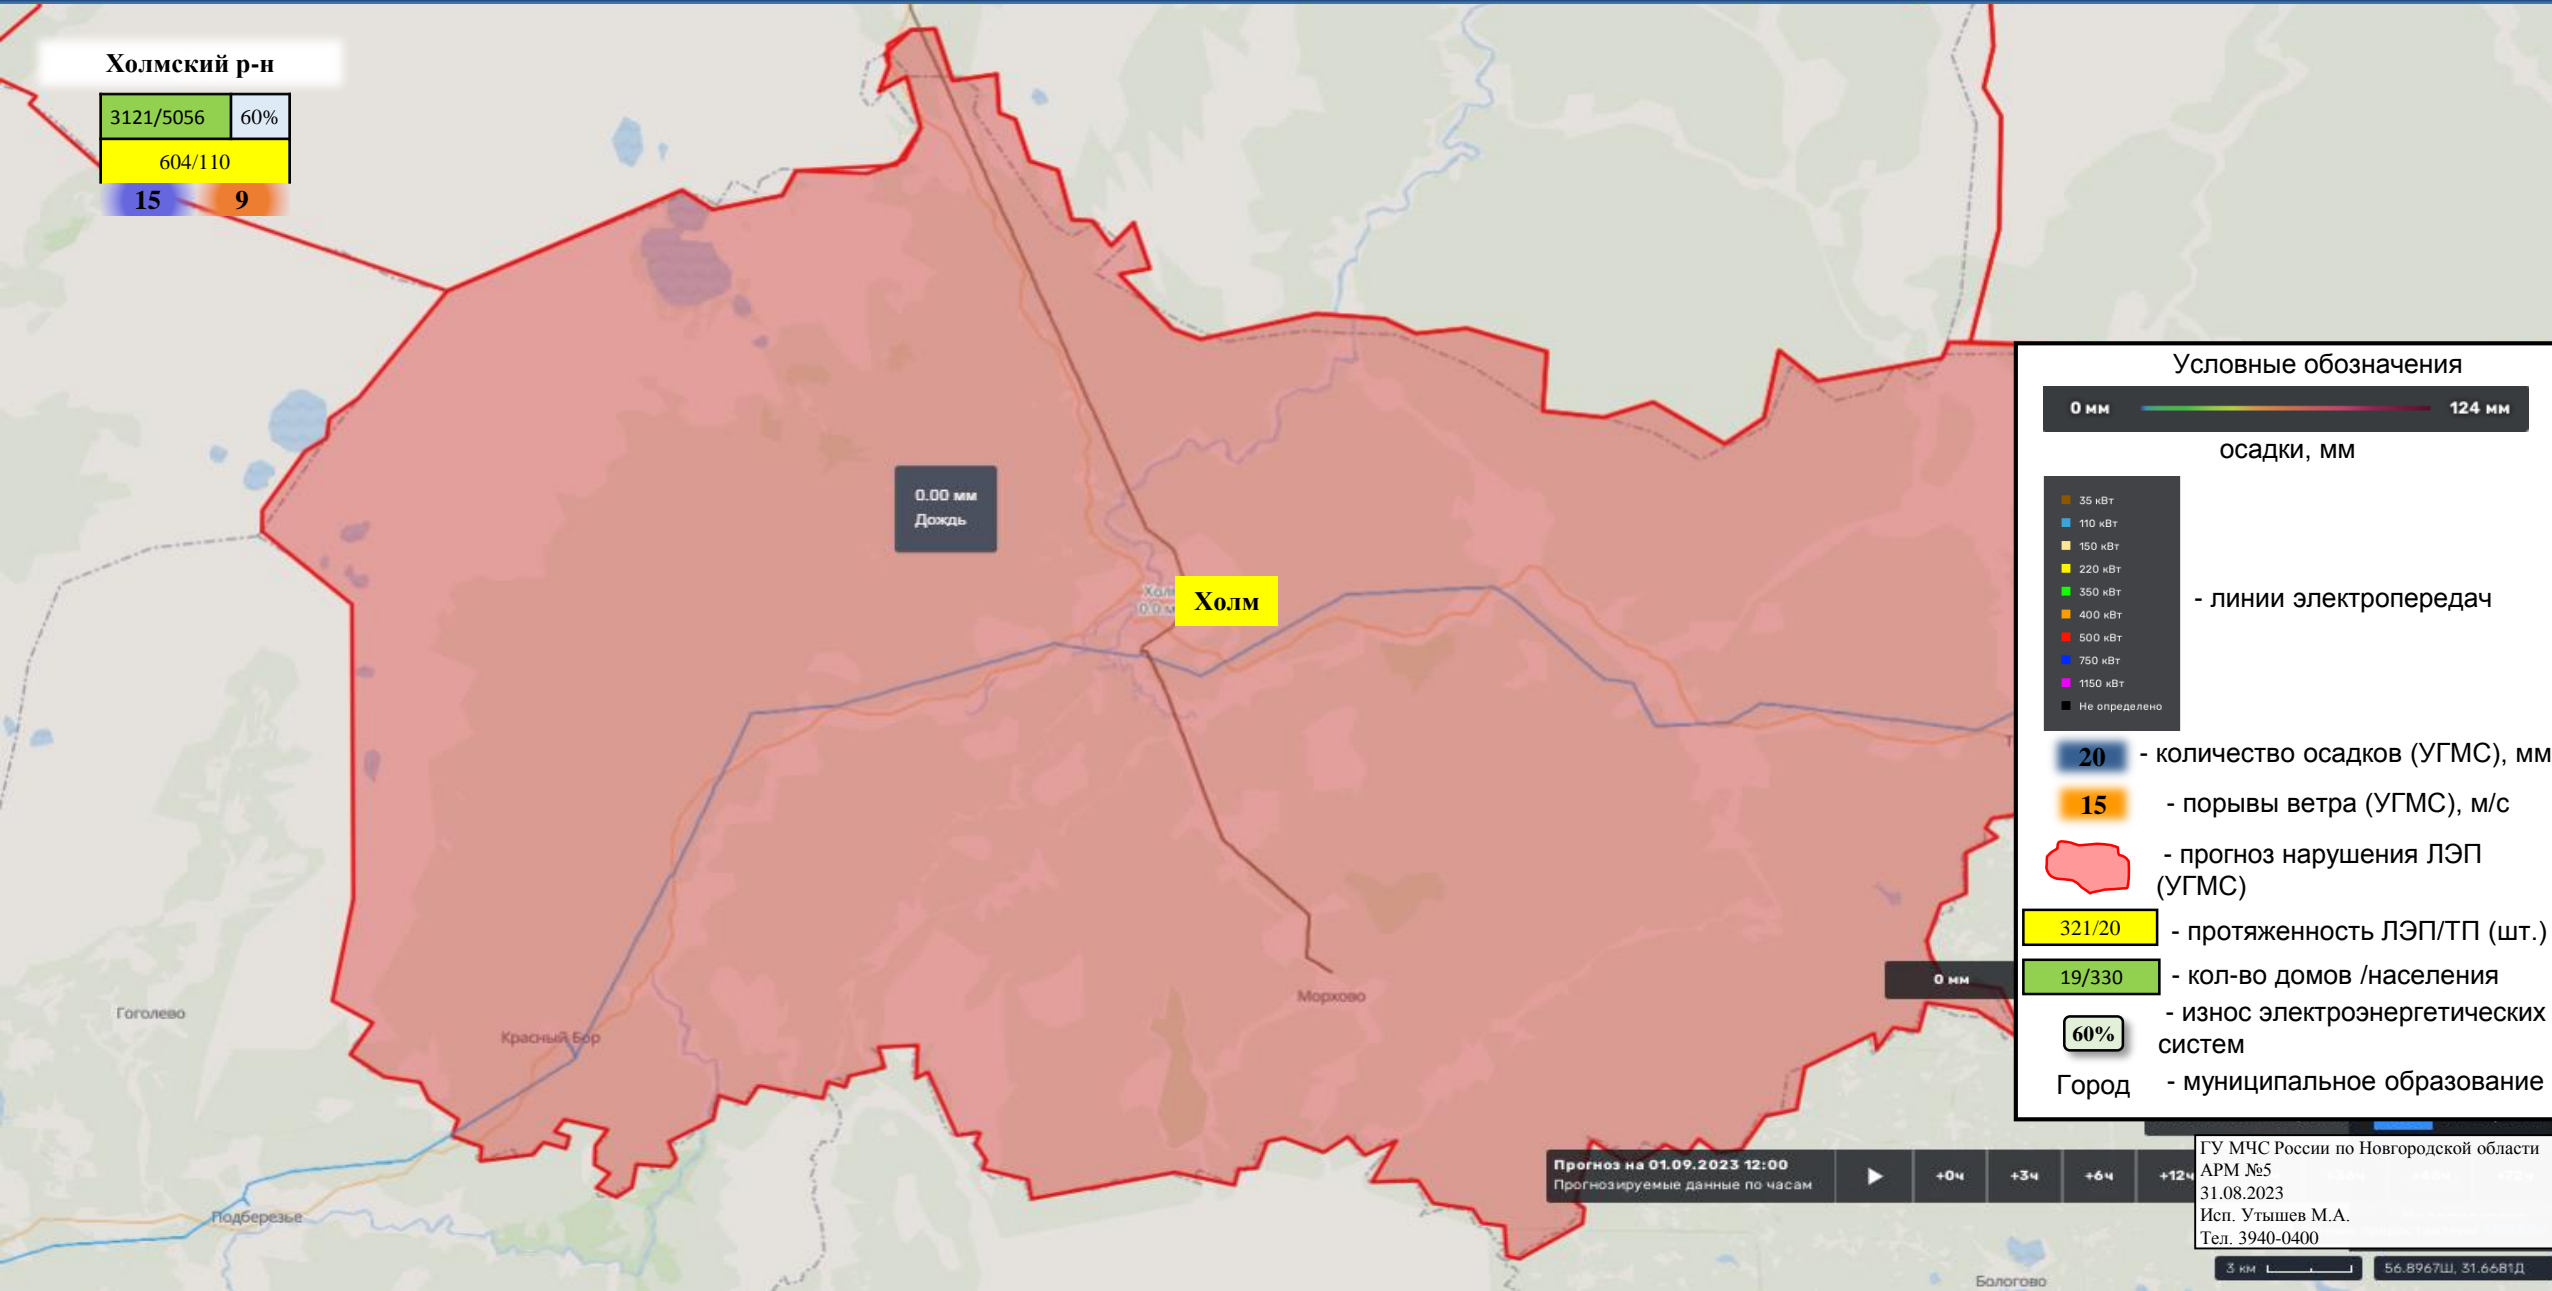 Холмский р-н
3121/5056 60%
604/110
15 9
0.00 мм
Дождь
Холм
Морхово
Красный Бор
Гоголево
Подберезье
Бологово
0 мм
Условные обозначения
0 мм 124 мм
осадки, мм
35 кВт
110 кВт
150 кВт
220 кВт
350 кВт
400 кВт
500 кВт
750 кВт
1150 кВт
Не определено
- линии электропередач
20 - количество осадков (УГМС), мм
15 - порывы ветра (УГМС), м/с
- прогноз нарушения ЛЭП
(УГМС)
321/20 - протяженность ЛЭП/ТП (шт.)
19/330 - кол-во домов /населения
60% - износ электроэнергетических
систем
Город - муниципальное образование
Прогноз на 01.09.2023 12:00
Прогнозируемые данные по часам
+0ч +3ч +6ч +12ч
ГУ МЧС России по Новгородской области
АРМ №5
31.08.2023
Исп. Утышев М.А.
Тел. 3940-0400
3 км
56.8967Ш, 31.6681Д